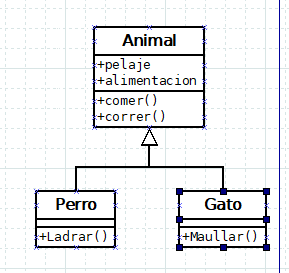 Animal
+pelaje
+alimentacion
+comer()
+correr()
Perro
+Ladrar()
Gato
+Maullar()